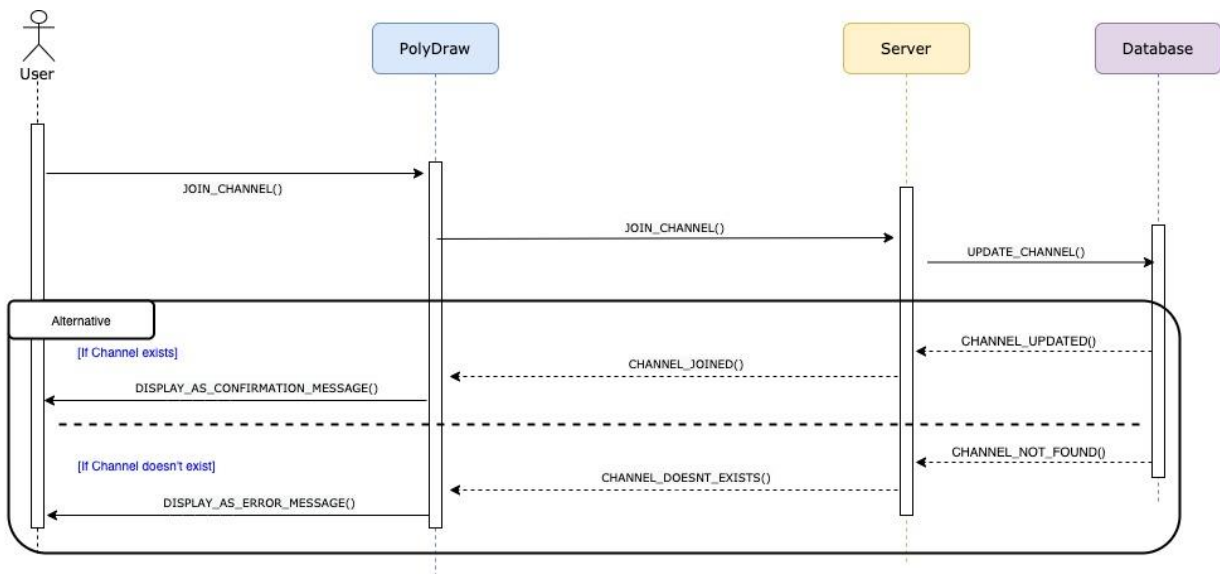 User
PolyDraw
Server
Database
JOIN_CHANNEL()
JOIN_CHANNEL()
UPDATE_CHANNEL()
Alternative
[If Channel exists]
CHANNEL_UPDATED()
CHANNEL_JOINED()
DISPLAY_AS_CONFIRMATION_MESSAGE()
[If Channel doesn't exist]
CHANNEL_NOT_FOUND()
CHANNEL_DOESNT_EXISTS()
DISPLAY_AS_ERROR_MESSAGE()